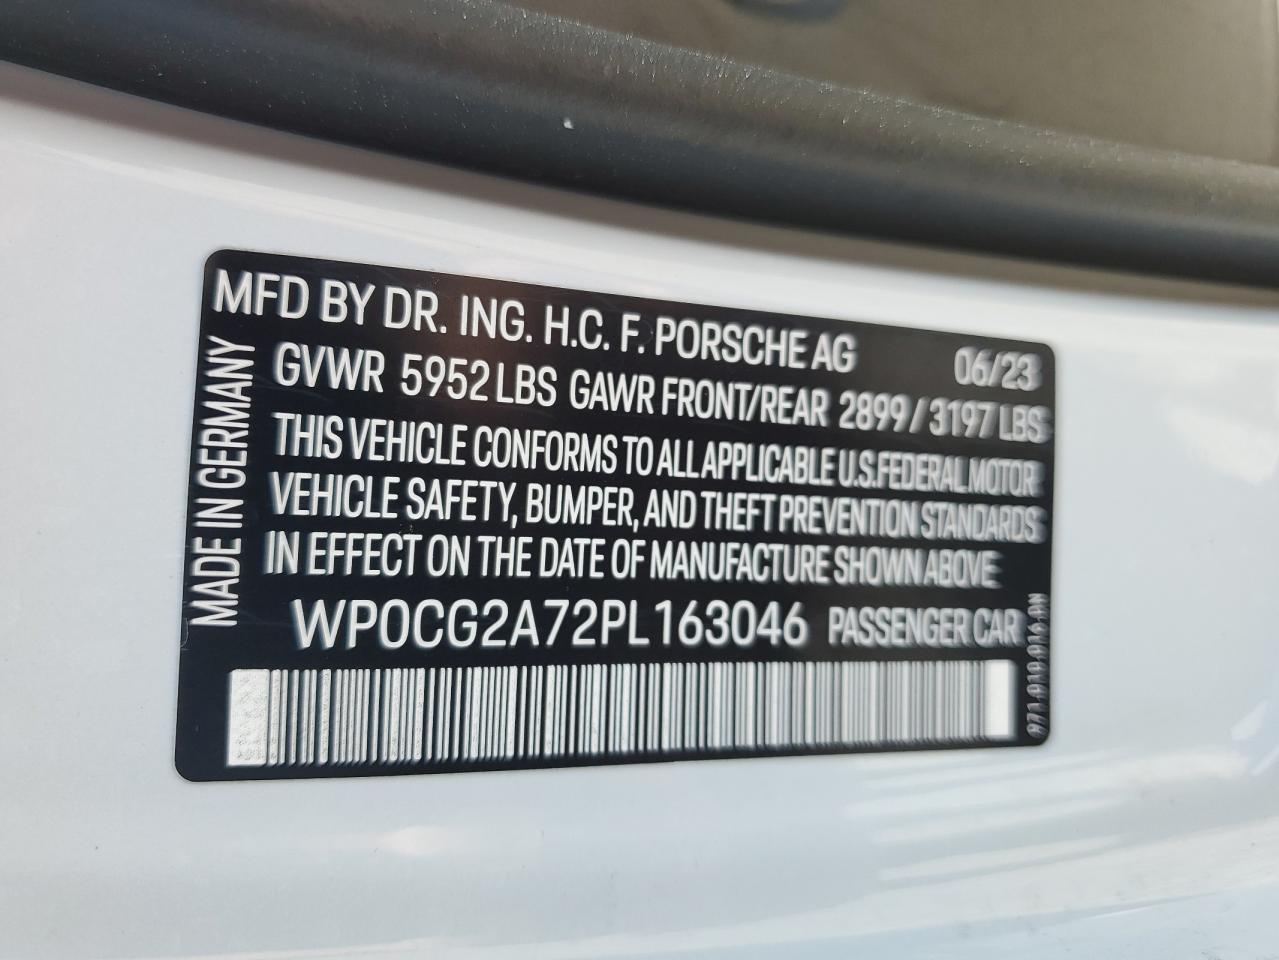 MFD BY DR. ING. H.C. F. PORSCHE AG 06/23
GVWR 5952 LBS GAWR FRONT/REAR 2899/3197 LBS
THIS VEHICLE CONFORMS TO ALL APPLICABLE U.S. FEDERAL MOTOR
VEHICLE SAFETY, BUMPER, AND THEFT PREVENTION STANDARDS
IN EFFECT ON THE DATE OF MANUFACTURE SHOWN ABOVE
WP0CG2A72PL163046 PASSENGER CAR
MADE IN GERMANY